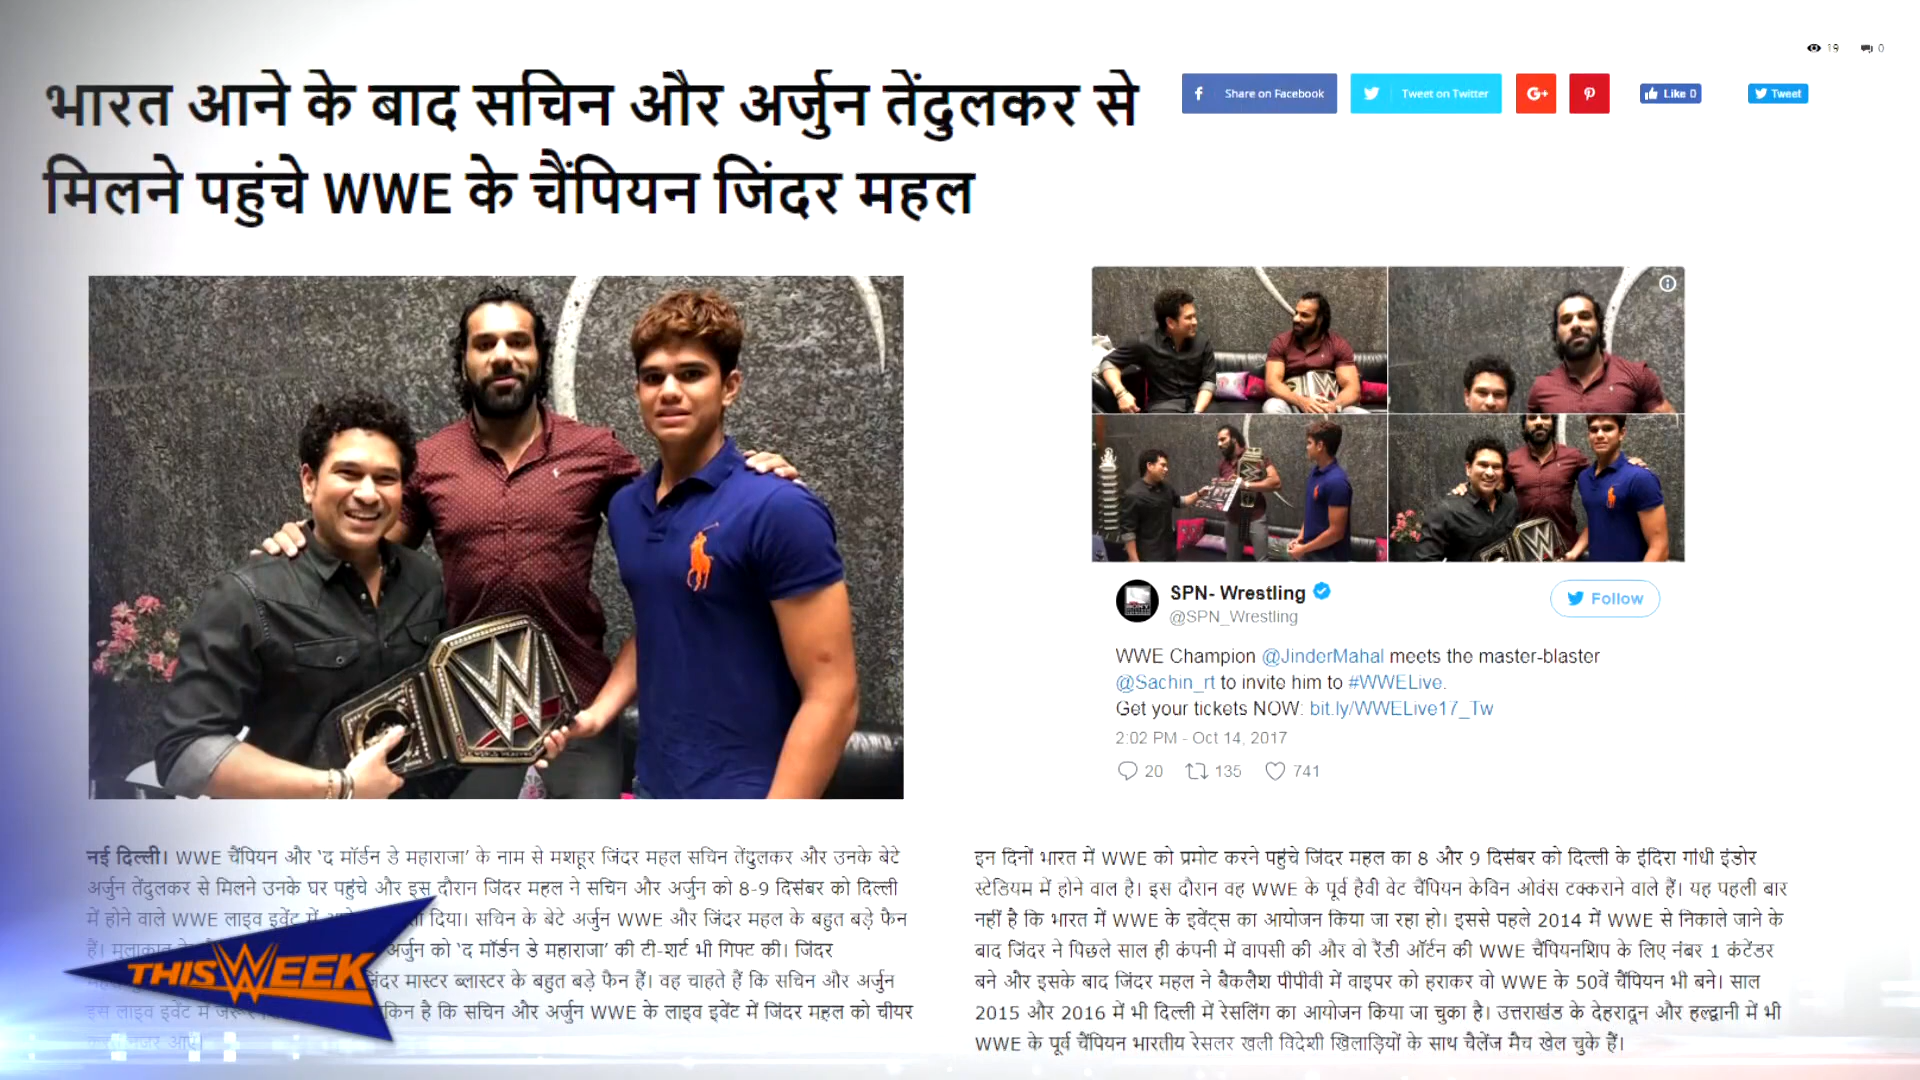 19 0
भारत आने के बाद सचिन और अर्जुन तेंदुलकर से
मिलने पहुंचे WWE के चैंपियन जिंदर महल
Share on Facebook
Tweet on Twitter
G+
Like 0
Tweet
SPN- Wrestling
@SPN_Wrestling
Follow
WWE Champion @JinderMahal meets the master-blaster
@Sachin_rt to invite him to #WWELive.
Get your tickets NOW: bit.ly/WWELive17_Tw
2:02 PM - Oct 14, 2017
20 135 741
नई दिल्ली। WWE चैंपियन और 'द मॉर्डन डे महाराजा' के नाम से मशहूर जिंदर महल सचिन तेंदुलकर और उनके बेटे
अर्जुन तेंदुलकर से मिलने उनके घर पहुंचे और इस दौरान जिंदर महल ने सचिन और अर्जुन को 8-9 दिसंबर को दिल्ली
में होने वाले WWE लाइव इवेंट में दिया। सचिन के बेटे अर्जुन WWE और जिंदर महल के बहुत बड़े फैन
हैं। मुलाकात अर्जुन को 'द मॉर्डन डे महाराजा' की टी-शर्ट भी गिफ्ट की। जिंदर
जिंदर मास्टर ब्लास्टर के बहुत बड़े फैन हैं। वह चाहते हैं कि सचिन और अर्जुन
इस लाइव इवेंट में है कि सचिन और अर्जुन WWE के लाइव इवेंट में जिंदर महल को चीयर
नजर आएं।
THIS WEEK
इन दिनों भारत में WWE को प्रमोट करने पहुंचे जिंदर महल का 8 और 9 दिसंबर को दिल्ली के इंदिरा गांधी इंडोर
स्टेडियम में होने वाल है। इस दौरान वह WWE के पूर्व हैवी वेट चैंपियन केविन ओवंस टक्कराने वाले हैं। यह पहली बार
नहीं है कि भारत में WWE के इवेंट्स का आयोजन किया जा रहा हो। इससे पहले 2014 में WWE से निकाले जाने के
बाद जिंदर ने पिछले साल ही कंपनी में वापसी की और वो रैंडी ऑर्टन की WWE चैंपियनशिप के लिए नंबर 1 कंटेंडर
बने और इसके बाद जिंदर महल ने बैकलैश पीपीवी में वाइपर को हराकर वो WWE के 50वें चैंपियन भी बने। साल
2015 और 2016 में भी दिल्ली में रेसलिंग का आयोजन किया जा चुका है। उत्तराखंड के देहरादून और हल्द्वानी में भी
WWE के पूर्व चैंपियन भारतीय रेसलर खली विदेशी खिलाड़ियों के साथ चैलेंज मैच खेल चुके हैं।